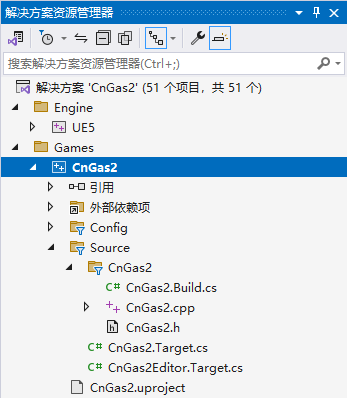 解决方案资源管理器
搜索解决方案资源管理器(Ctrl+;)
解决方案 'CnGas2' (51 个项目，共 51 个)
Engine
UE5
Games
CnGas2
引用
外部依赖项
Config
Source
CnGas2
C# CnGas2.Build.cs
CnGas2.cpp
CnGas2.h
C# CnGas2.Target.cs
C# CnGas2Editor.Target.cs
CnGas2.uproject